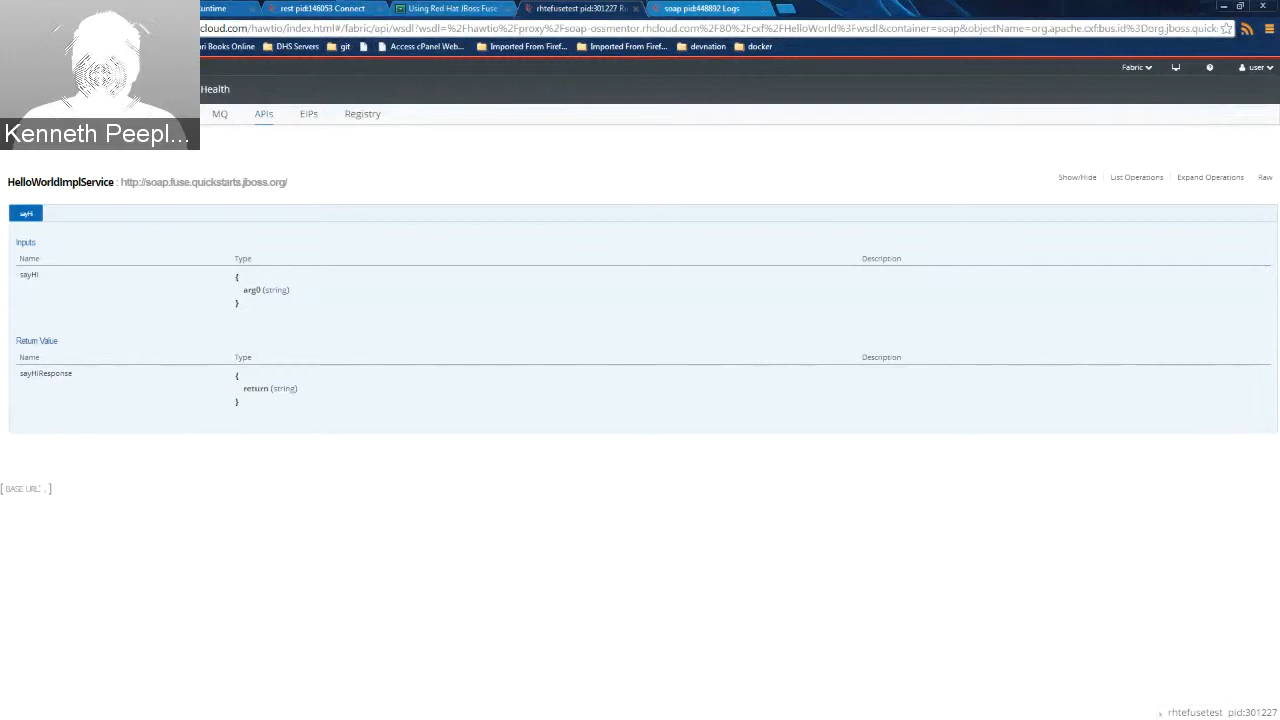 untime
rest pid:146053 Connect
Using Red Hat JBoss Fuse
rhtefusetest pid:301227 R
soap pid:448892 Logs
cloud.com/hawtio/index.html#/fabric/api/wsdl?wsdl=%2Fhawtio%2Fproxy%2Fsoap-ossmentor.rhcloud.com%2F80%2Fcxf%2FHelloWorld%3Fwsdl&container=soap&objectName=org.apache.cxf:bus.id%3Dorg.jboss.quicks
ari Books Online
DHS Servers
git
Access cPanel Web...
Imported From Firef...
Imported From Firef...
devnation
docker
Fabric
user
Health
Kenneth Peepl...
MQ
APIs
EIPs
Registry
HelloWorldImplService : http://soap.fuse.quickstarts.jboss.org/
Show/Hide
List Operations
Expand Operations
Raw
sayHi
Inputs
Name
Type
Description
sayHi
{
arg0 (string)
}
Return Value
Name
Type
Description
sayHiResponse
{
return (string)
}
[ BASE URL: , ]
rhtefusetest pid:301227